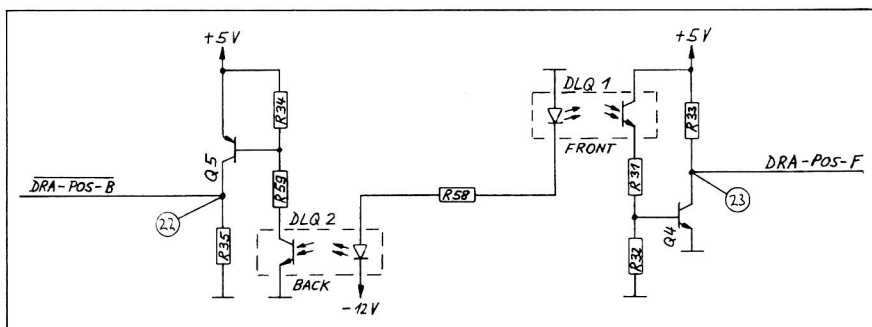 +5V
+5V
DLQ 1
R34
R33
FRONT
Q5
DRA-POS-B
DRA-POS-F
R59
R58
R31
22
23
DLQ 2
Q4
R35
R32
BACK
-12V